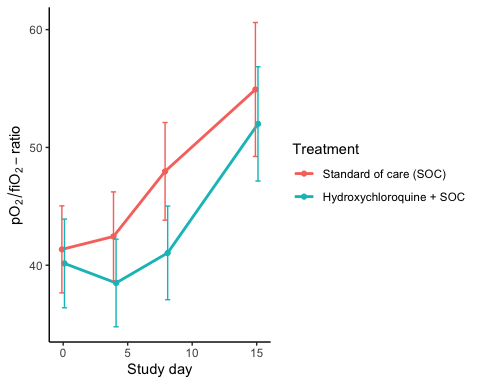 60
50
40
pO₂/fiO₂ – ratio
0 5 10 15
Study day
Treatment
Standard of care (SOC)
Hydroxychloroquine + SOC